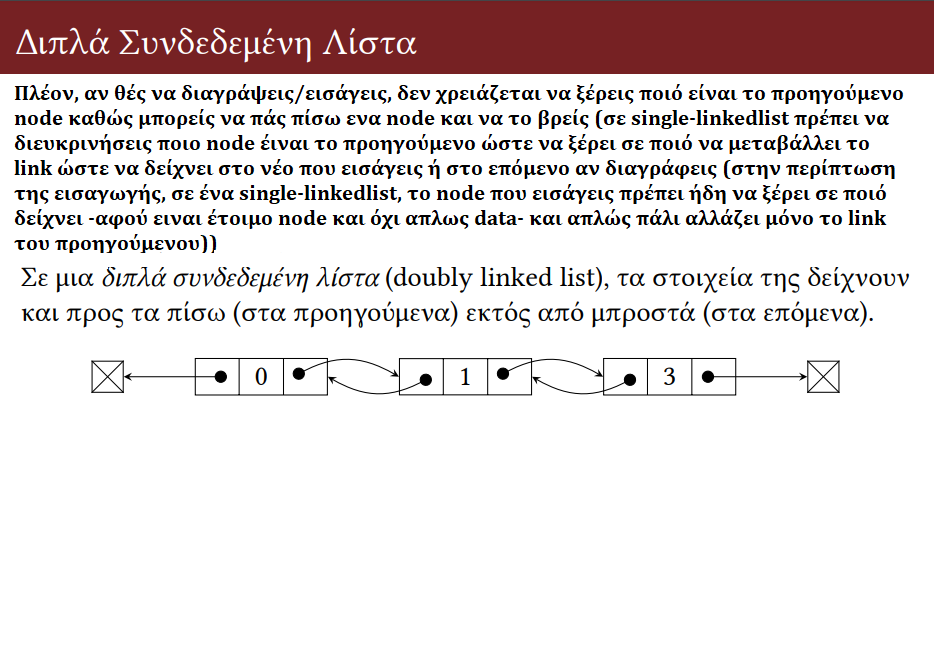 Διπλά Συνδεδεμένη Λίστα
Πλέον, αν θές να διαγράψεις/εισάγεις, δεν χρειάζεται να ξέρεις ποιό είναι το προηγούμενο
node καθώς μπορείς να πάς πίσω ενα node και να το βρείς (σε single-linkedlist πρέπει να
διευκρινήσεις ποιο node έιναι το προηγούμενο ώστε να ξέρει σε ποιό να μεταβάλλει το
link ώστε να δείχνει στο νέο που εισάγεις ή στο επόμενο αν διαγράφεις (στην περίπτωση
της εισαγωγής, σε ένα single-linkedlist, το node που εισάγεις πρέπει ήδη να ξέρει σε ποιό
δείχνει -αφού ειναι έτοιμο node και όχι απλως data- και απλώς πάλι αλλάζει μόνο το link
του προηγούμενου))
Σε μια διπλά συνδεδεμένη λίστα (doubly linked list), τα στοιχεία της δείχνουν
και προς τα πίσω (στα προηγούμενα) εκτός από μπροστά (στα επόμενα).
0 1 3